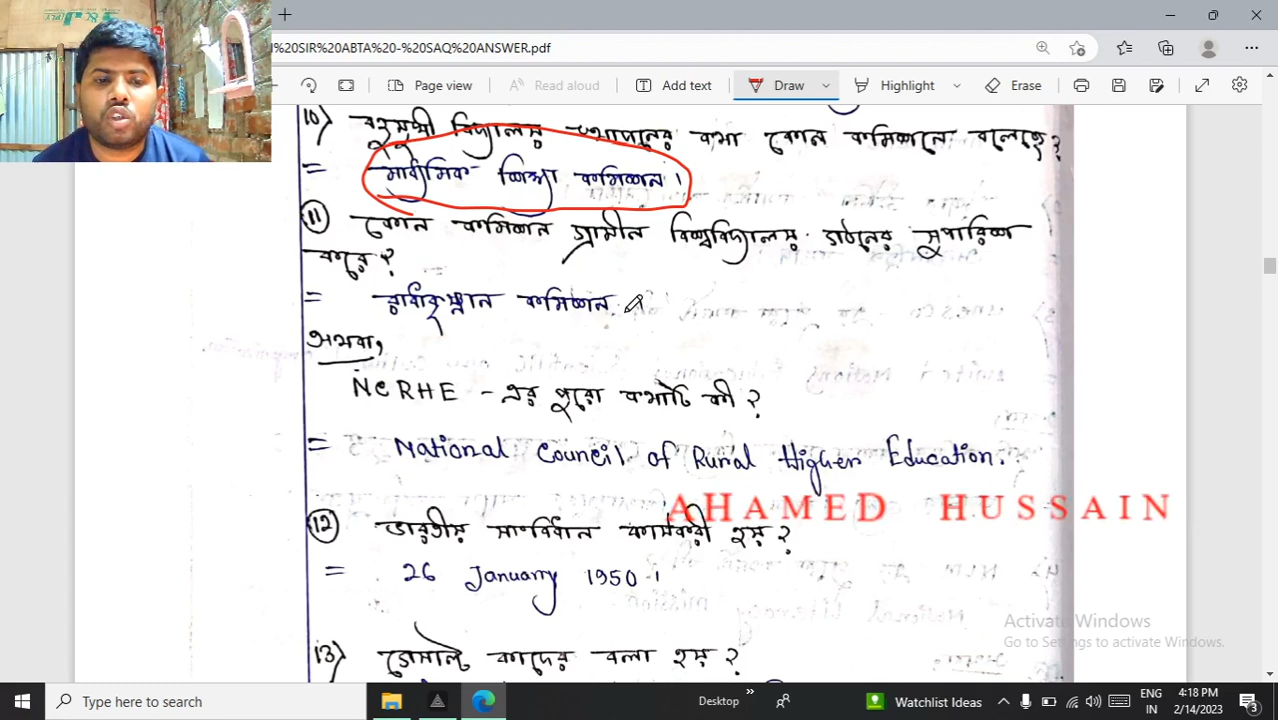 I%20SIR%20ABTA%20-%20SAQ%20ANSWER.pdf
Page view
Read aloud
Add text
Draw
Highlight
Erase
10) বহুমুখী বিদ্যালয় স্থাপনের কথা কোন কমিশনে বলেছে?
= মাধ্যমিক শিক্ষা কমিশন।
11 কোন কমিশন গ্রামীন বিশ্ববিদ্যালয় গঠনের সুপারিশ
করে?
= রাধাকৃষ্ণান কমিশন
অথবা,
NCRHE - এর পুরো কথাটি কী?
= National Council of Rural Higher Education.
AHAMED HUSSAIN
12 ভারতীয় সংবিধান কার্যকরী হয়?
= 26 January 1950।
13) কাদের বলা হয়?
Activate Windows
Go to Settings to activate Windows.
Type here to search
Desktop
Watchlist Ideas
ENG
IN
4:18 PM
2/14/2023
3